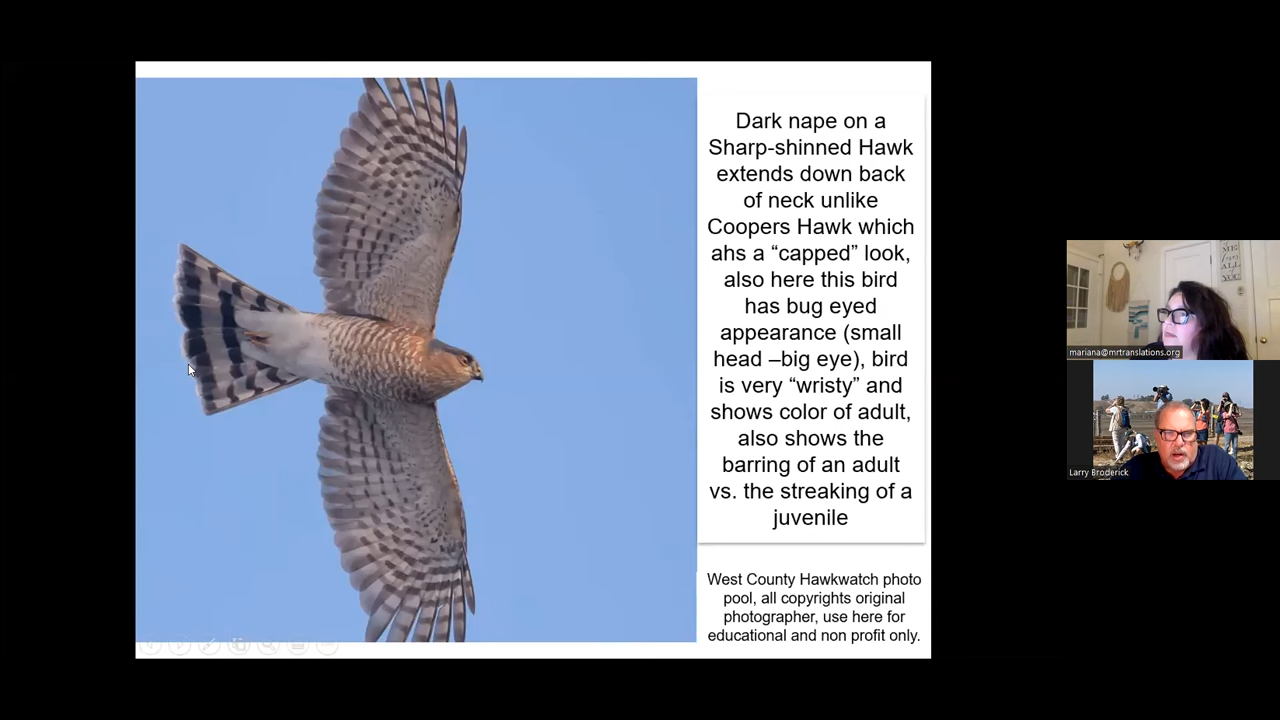 Dark nape on a
Sharp-shinned Hawk
extends down back
of neck unlike
Coopers Hawk which
ahs a “capped” look,
also here this bird
has bug eyed
appearance (small
head –big eye), bird
is very “wristy” and
shows color of adult,
also shows the
barring of an adult
vs. the streaking of a
juvenile
West County Hawkwatch photo
pool, all copyrights original
photographer, use here for
educational and non profit only.
mariana@mrtranslations.org
Larry Broderick